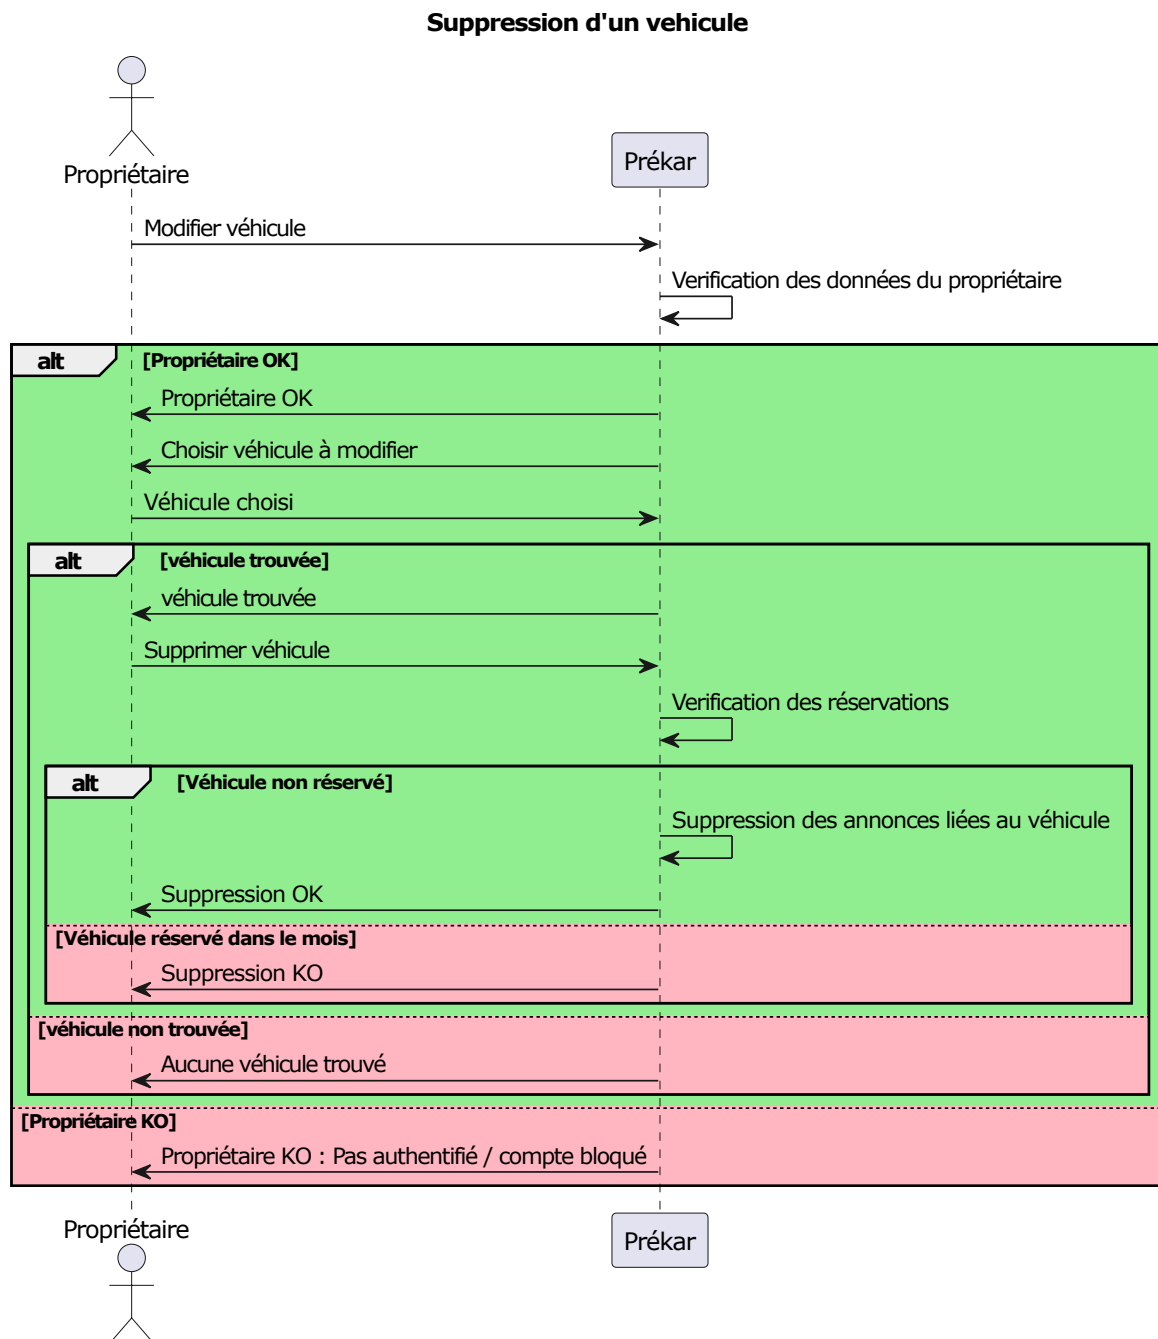 Suppression d'un vehicule
Propriétaire
Prékar
Modifier véhicule
Verification des données du propriétaire
alt
[Propriétaire OK]
Propriétaire OK
Choisir véhicule à modifier
Véhicule choisi
alt
[véhicule trouvée]
véhicule trouvée
Supprimer véhicule
Verification des réservations
alt
[Véhicule non réservé]
Suppression des annonces liées au véhicule
Suppression OK
[Véhicule réservé dans le mois]
Suppression KO
[véhicule non trouvée]
Aucune véhicule trouvé
[Propriétaire KO]
Propriétaire KO : Pas authentifié / compte bloqué
Propriétaire
Prékar